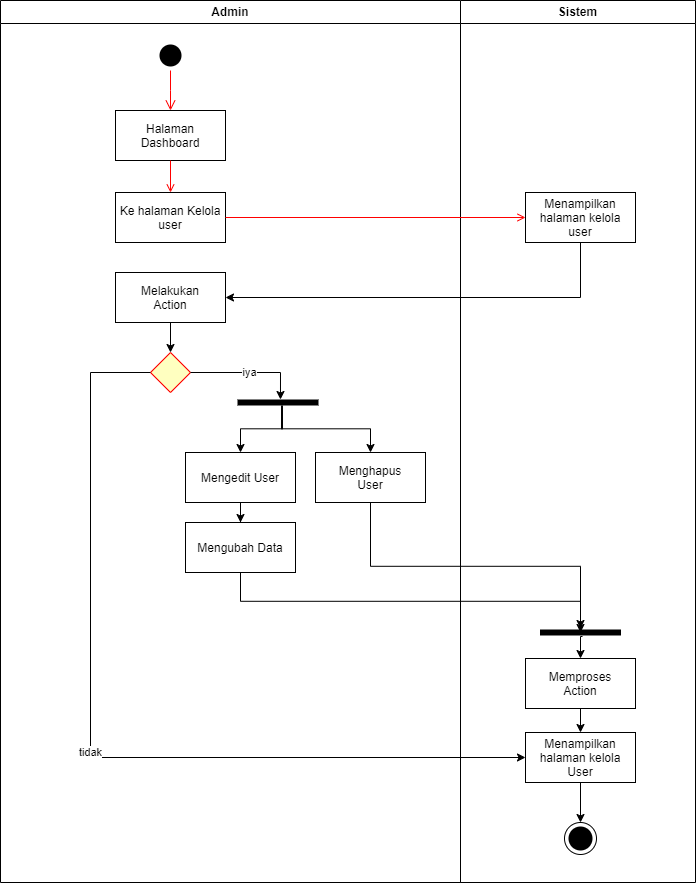 Admin
Sistem
Halaman
Dashboard
Ke halaman Kelola
user
Menampilkan
halaman kelola
user
Melakukan
Action
iya
Mengedit User
Menghapus
User
Mengubah Data
Memproses
Action
Menampilkan
halaman kelola
User
tidak